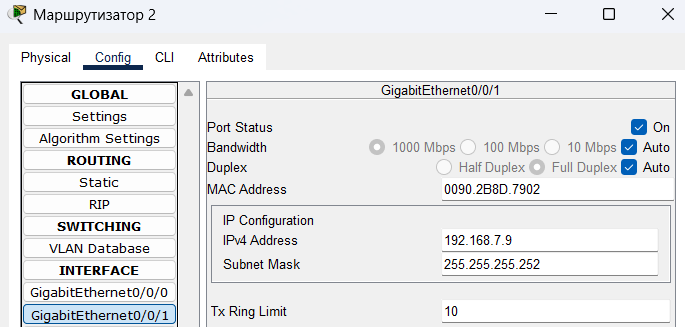 Маршрутизатор 2
Physical Config CLI Attributes
GLOBAL
Settings
Algorithm Settings
ROUTING
Static
RIP
SWITCHING
VLAN Database
INTERFACE
GigabitEthernet0/0/0
GigabitEthernet0/0/1
GigabitEthernet0/0/1
Port Status On
Bandwidth 1000 Mbps 100 Mbps 10 Mbps Auto
Duplex Half Duplex Full Duplex Auto
MAC Address 0090.2B8D.7902
IP Configuration
IPv4 Address 192.168.7.9
Subnet Mask 255.255.255.252
Tx Ring Limit 10